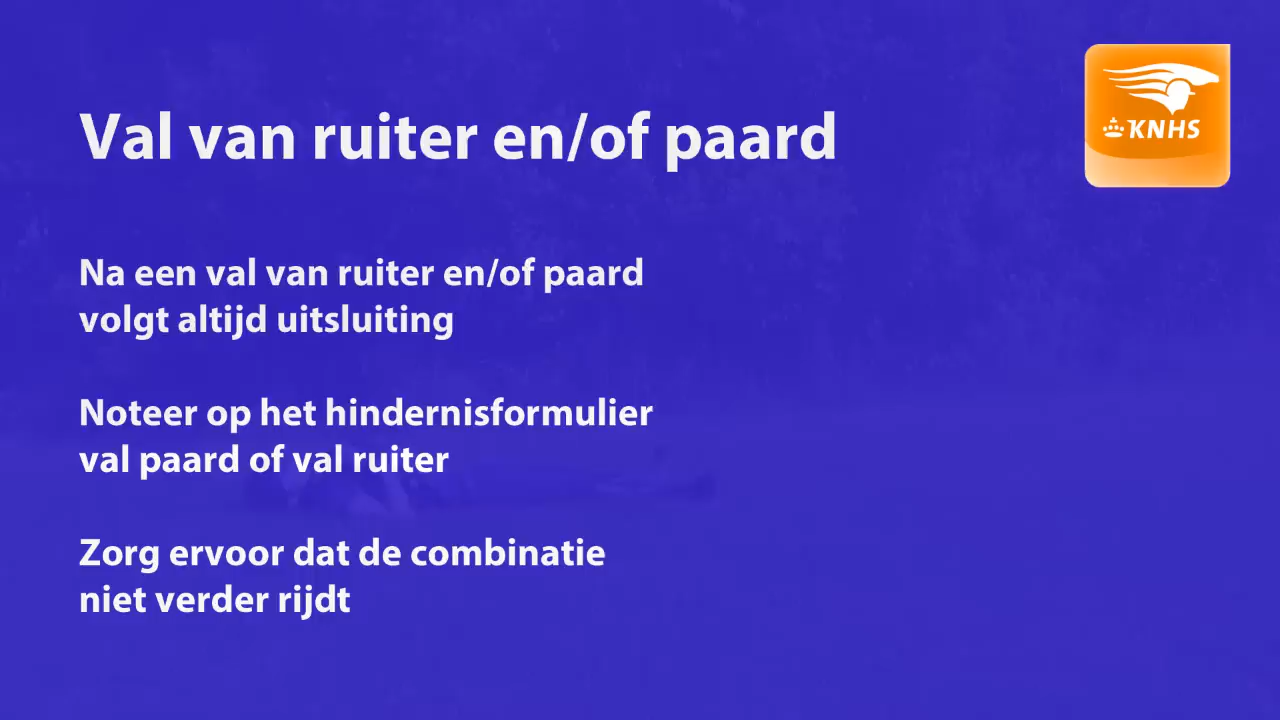 Val van ruiter en/of paard
KNHS
Na een val van ruiter en/of paard
volgt altijd uitsluiting
Noteer op het hindernisformulier
val paard of val ruiter
Zorg ervoor dat de combinatie
niet verder rijdt